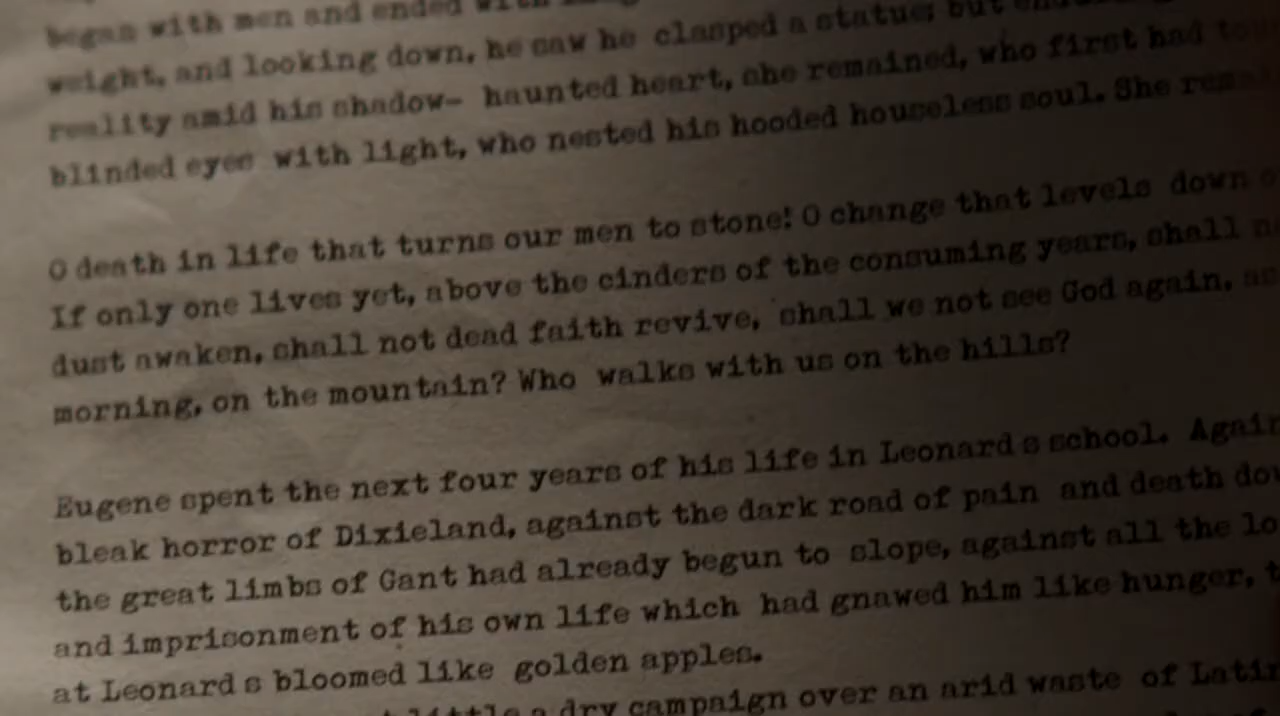 began with men and ended with
weight, and looking down, he saw he clasped a statue; but
reality amid his shadow- haunted heart, she remained, who first had
blinded eyes with light, who nested his hooded houseless soul. She
O death in life that turns our men to stone! O change that levels down
If only one lives yet, above the cinders of the consuming years, shall
dust awaken, shall not dead faith revive, shall we not see God again, as
morning, on the mountain? Who walks with us on the hills?
Eugene spent the next four years of his life in Leonard s school. Again
bleak horror of Dixieland, against the dark road of pain and death
the great limbs of Gant had already begun to slope, against all the
and imprisonment of his own life which had gnawed him like hunger,
at Leonard s bloomed like golden apples.
little a dry campaign over an arid waste of Latin